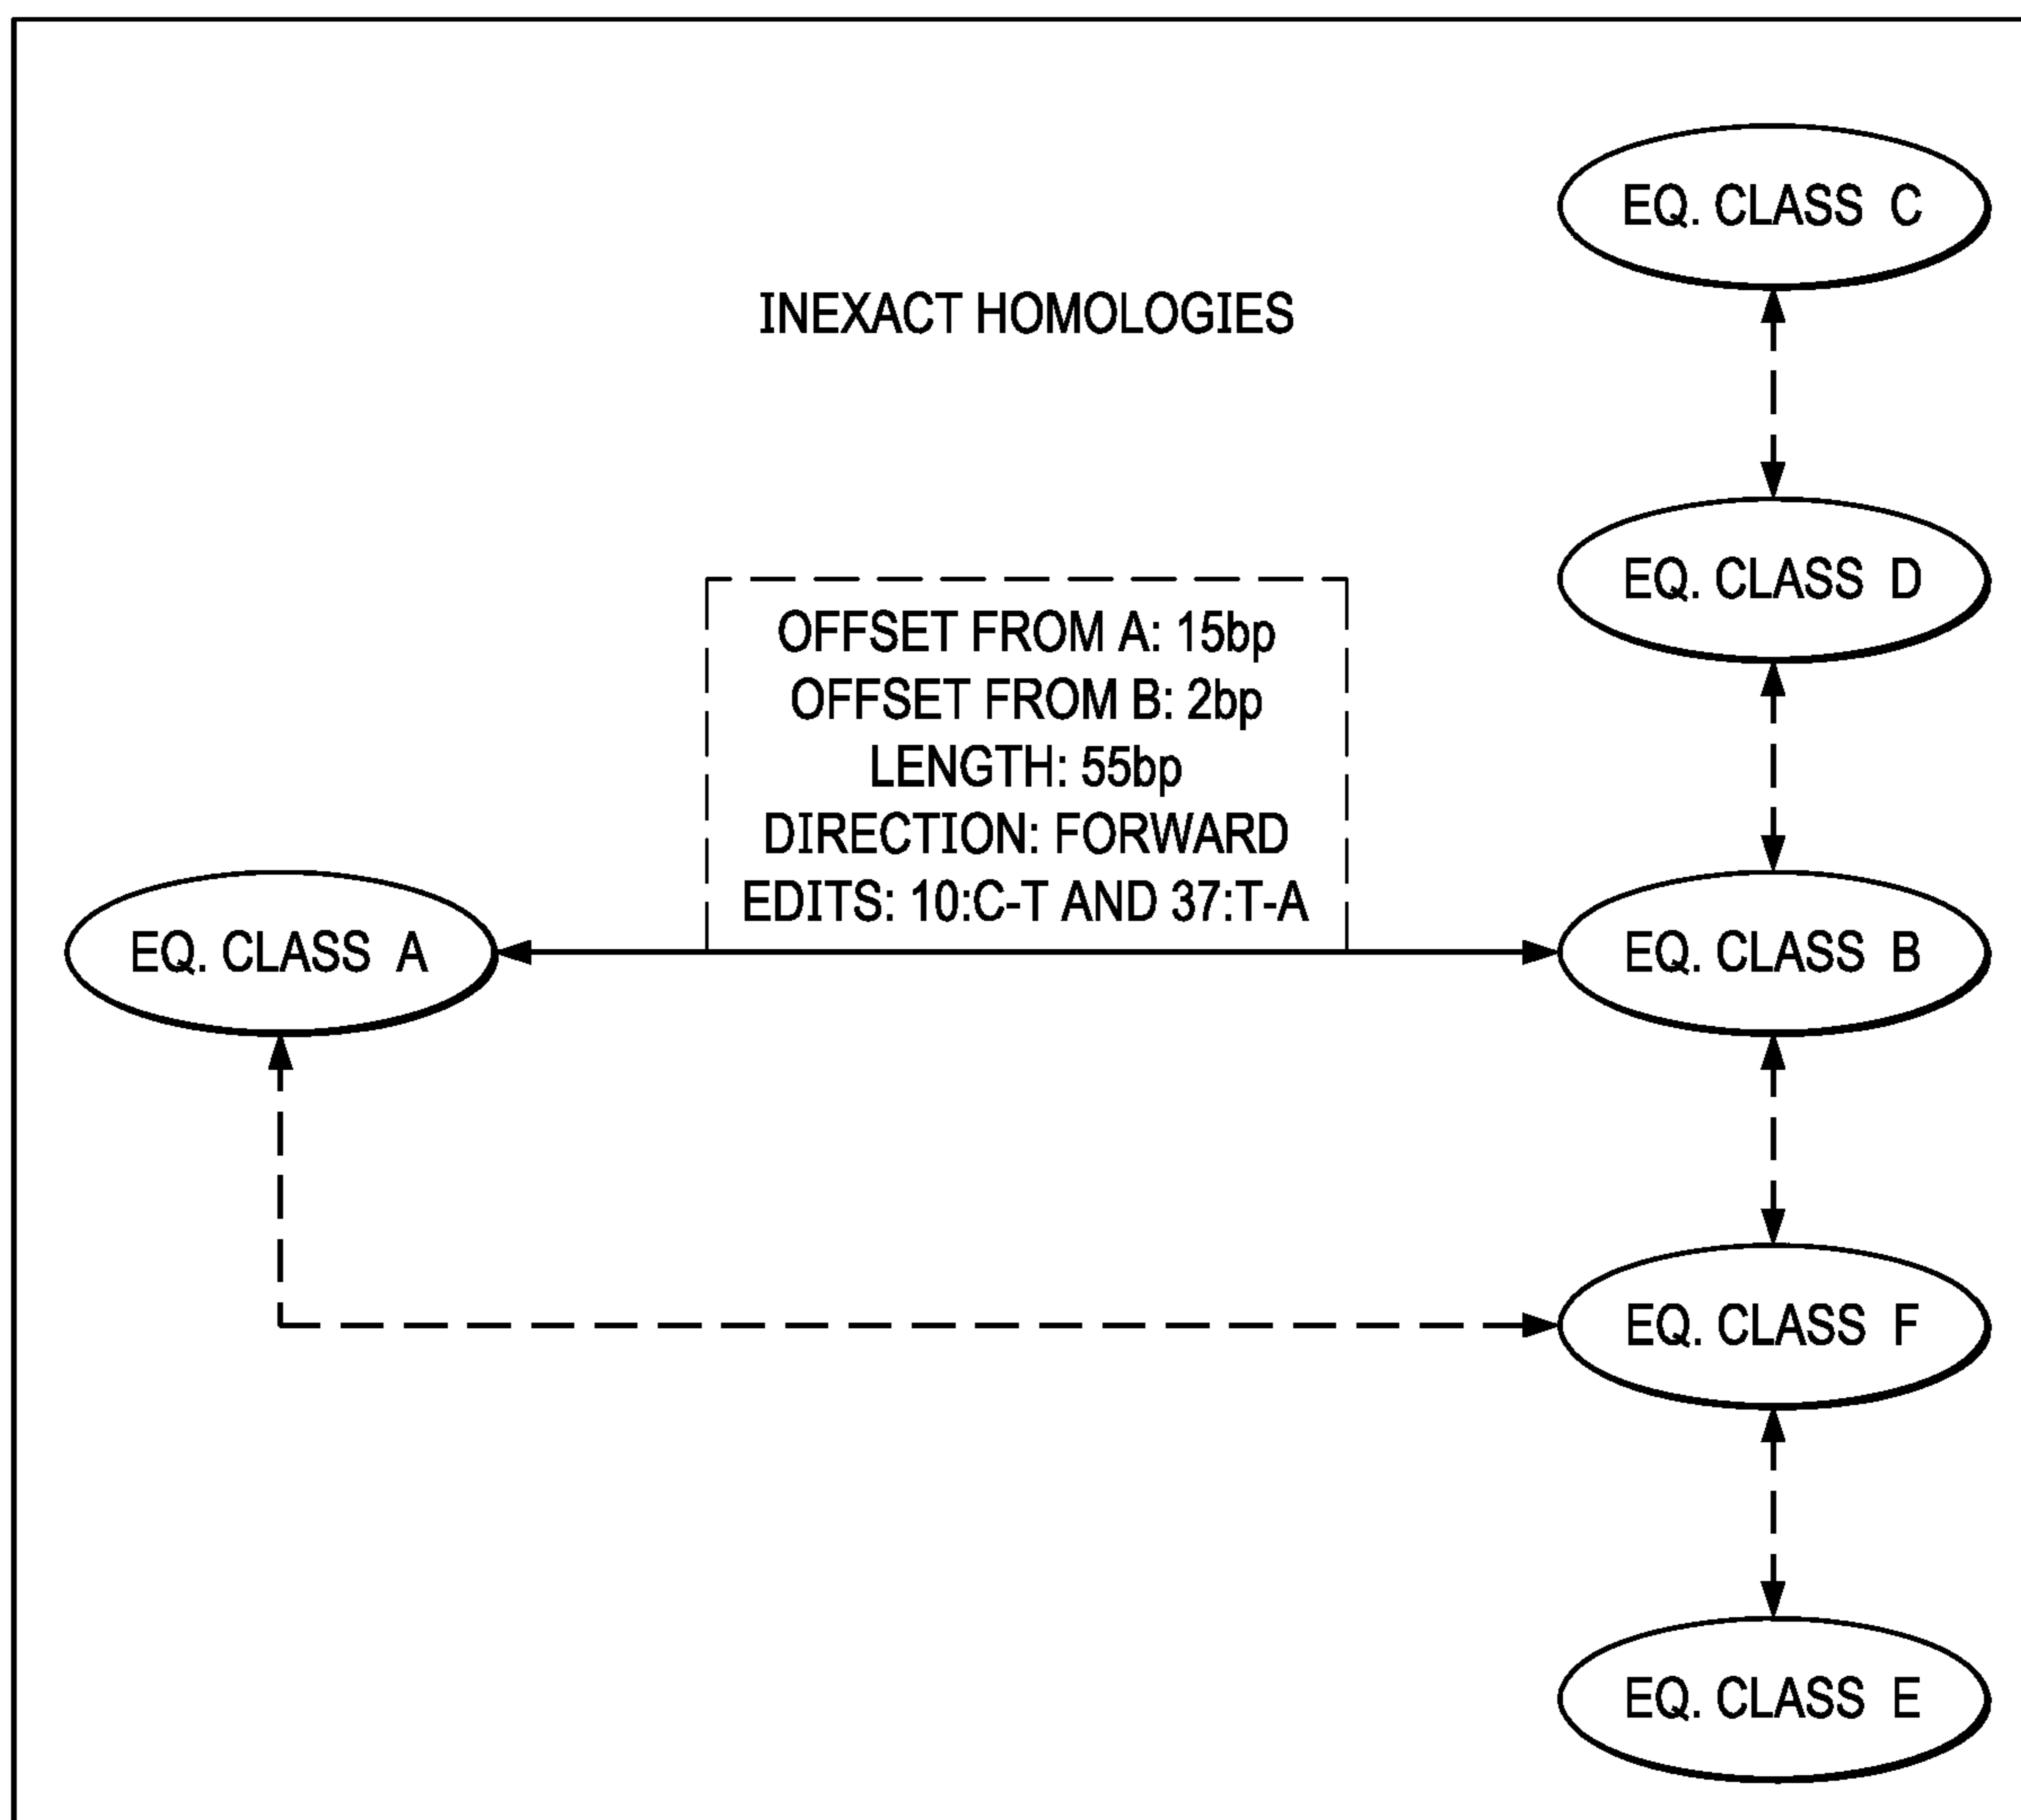 EQ. CLASS C
INEXACT HOMOLOGIES
EQ. CLASS D
OFFSET FROM A: 15bp
OFFSET FROM B: 2bp
LENGTH: 55bp
DIRECTION: FORWARD
EDITS: 10:C-T AND 37:T-A
EQ. CLASS A
EQ. CLASS B
EQ. CLASS F
EQ. CLASS E